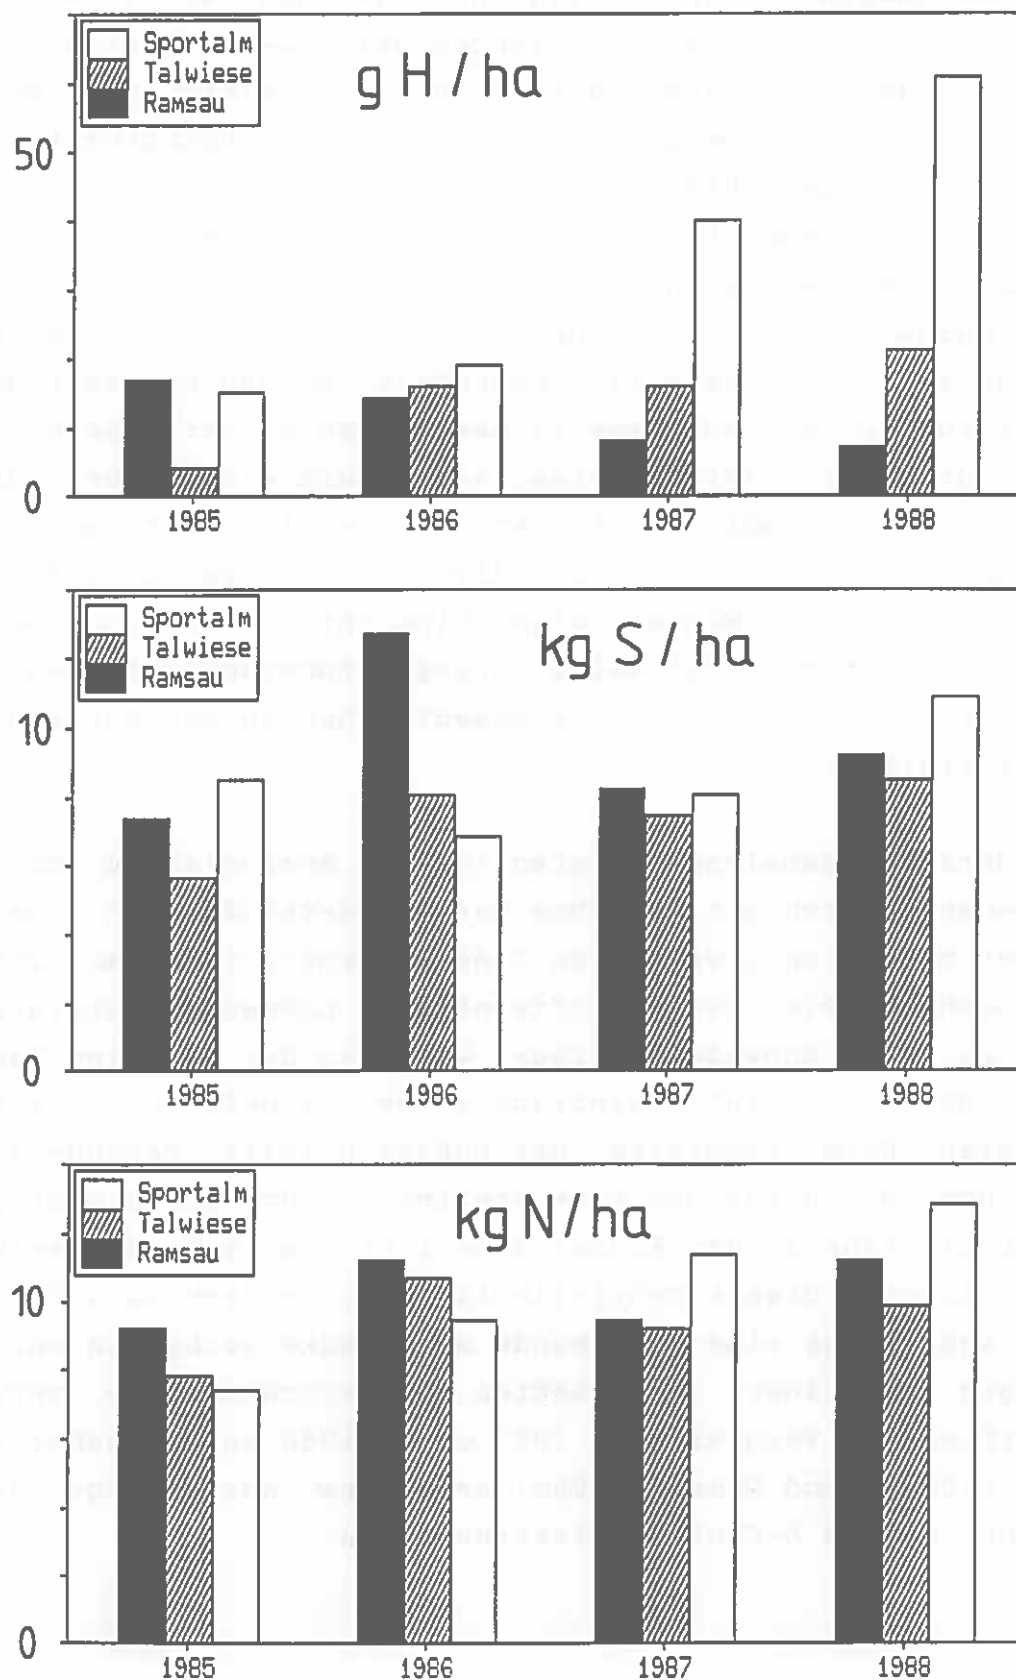 Sportalm
Talwiese
Ramsau
g H / ha
50
0
1985 1986 1987 1988
Sportalm
Talwiese
Ramsau
kg S / ha
10
0
1985 1986 1987 1988
Sportalm
Talwiese
Ramsau
kg N / ha
10
0
1985 1986 1987 1988